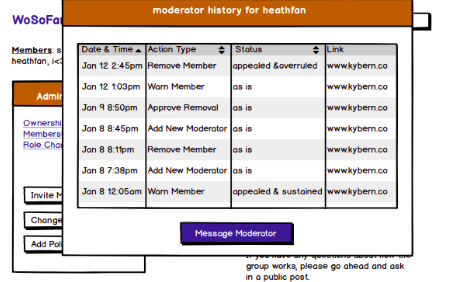 moderator history for heathfan
WoSoFa
Members: s
heathfan, i<3
Admin
Ownershi
Members
Role Cha
Invite M
Change
Add Poli
Date & Time Action Type Status Link
Jan 12 2:45pm Remove Member appealed &overruled www.kybern.co
Jan 12 1:03pm Warn Member as is www.kybern.co
Jan 9 8:50pm Approve Removal as is www.kybern.co
Jan 8 8:45pm Add New Moderator as is www.kybern.co
Jan 8 8:11pm Remove Member as is www.kybern.co
Jan 8 7:38pm Add New Moderator as is www.kybern.co
Jan 8 12:05am Warn Member appealed & sustained www.kybern.co
Message Moderator
If you have any questions about how the
group works, please go ahead and ask
in a public post.